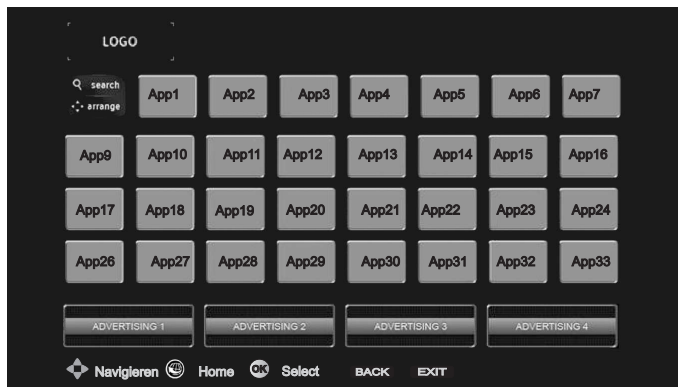 LOGO
search
arrange
App1 App2 App3 App4 App5 App6 App7
App9 App10 App11 App12 App13 App14 App15 App16
App17 App18 App19 App20 App21 App22 App23 App24
App26 App27 App28 App29 App30 App31 App32 App33
ADVERTISING 1 ADVERTISING 2 ADVERTISING 3 ADVERTISING 4
Navigieren Home OK Select BACK EXIT